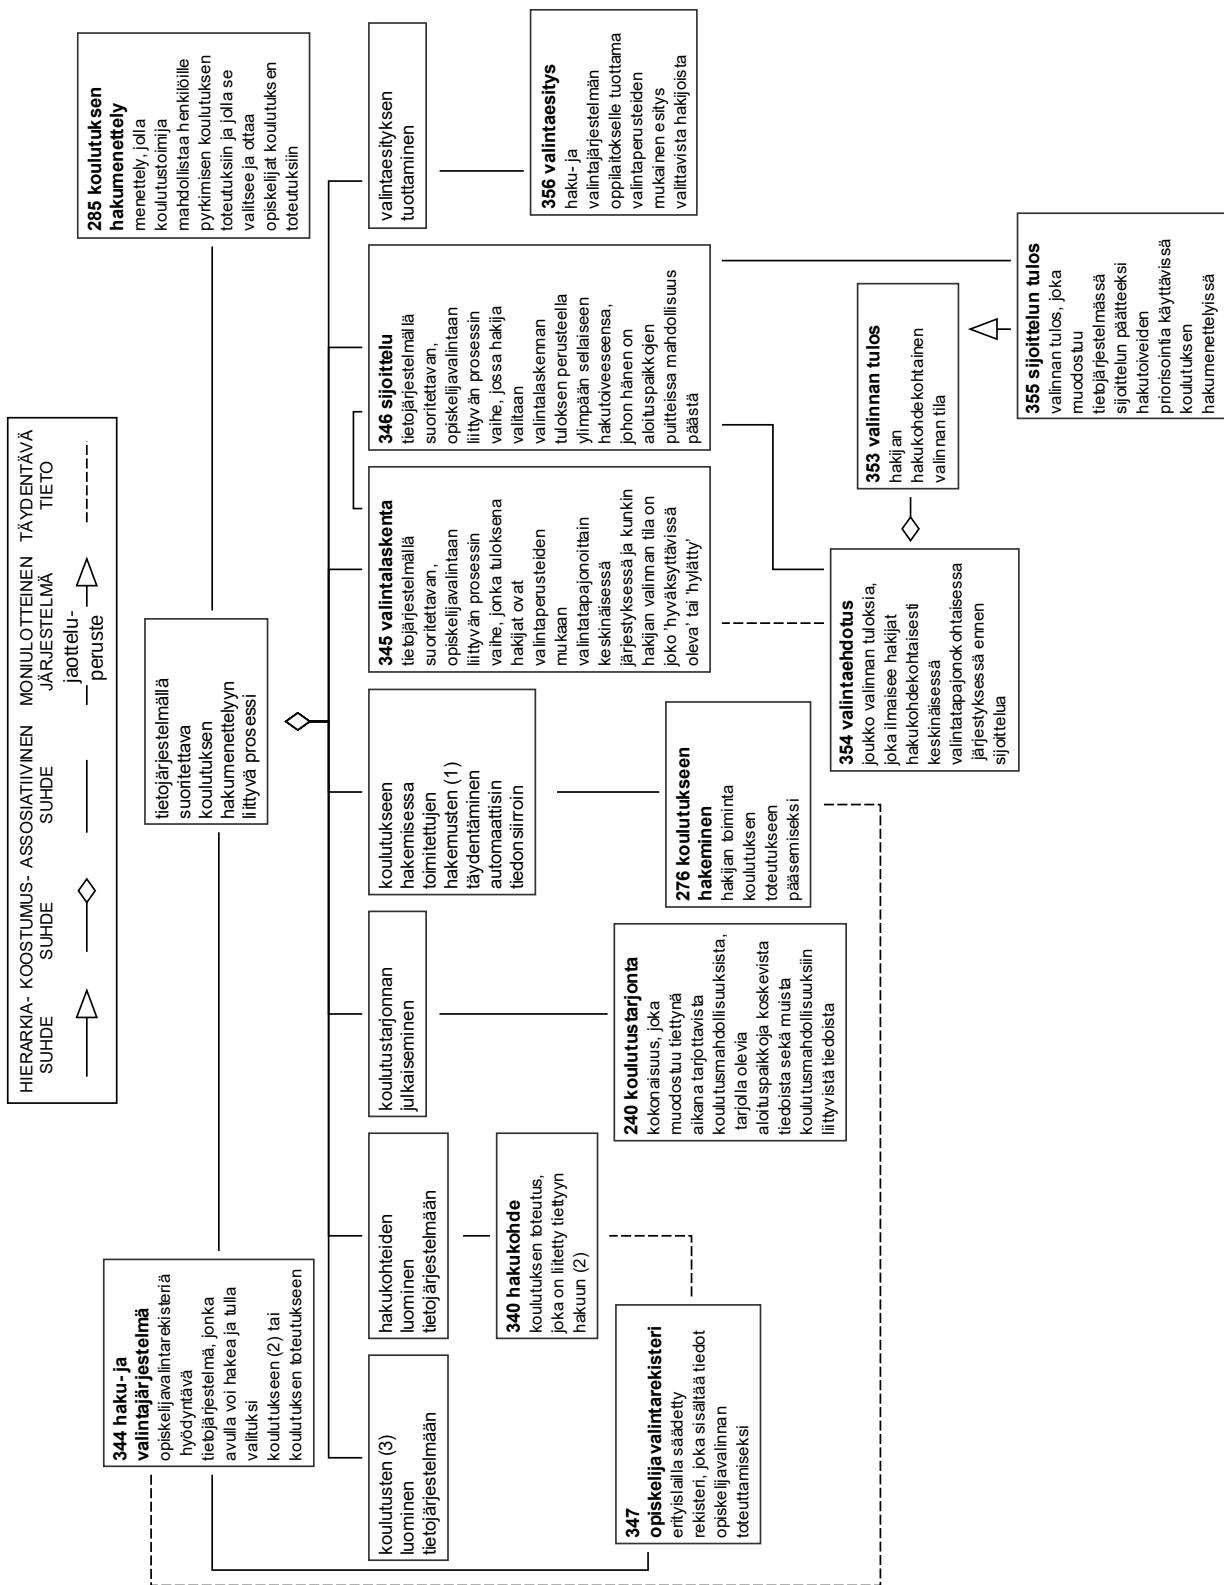 HIERARKIA- KOOSTUMUS- ASSOSIATIIVINEN MONIULOTTEINEN TÄYDENTÄVÄ
SUHDE SUHDE SUHDE JÄRJESTELMÄ TIETO
jaottelu-
peruste
344 haku- ja
valintajärjestelmä
opiskelijavalintarekisteriä
hyödyntävä
tietojärjestelmä, jonka
avulla voi hakea ja tulla
valituksi
koulutukseen (2) tai
koulutuksen toteutukseen
tietojärjestelmällä
suoritettava
koulutuksen
hakumenettelyyn
liittyvä prosessi
285 koulutuksen
hakumenettely
menettely, jolla
koulutustoimija
mahdollistaa henkilöille
pyrkimisen koulutuksen
toteutuksiin ja jolla se
valitsee ja ottaa
opiskelijat koulutuksen
toteutuksiin
koulutusten (3)
luominen
tietojärjestelmään
hakukohteiden
luominen
tietojärjestelmään
koulutustarjonnan
julkaiseminen
koulutukseen
hakemisessa
toimitettujen
hakemusten (1)
täydentäminen
automaattisin
tiedonsiirroin
345 valintalaskenta
tietojärjestelmällä
suoritettavan,
opiskelijavalintaan
liittyvän prosessin
vaihe, jonka tuloksena
hakijat ovat
valintaperusteiden
mukaan
valintatapajonoittain
keskinäisessä
järjestyksessä ja kunkin
hakijan valinnan tila on
joko 'hyväksyttävissä
oleva' tai 'hylätty'
346 sijoittelu
tietojärjestelmällä
suoritettavan,
opiskelijavalintaan
liittyvän prosessin
vaihe, jossa hakija
valitaan
valintalaskennan
tuloksen perusteella
ylimpään sellaiseen
hakutoiveeseensa,
johon hänen on
aloituspaikkojen
puitteissa mahdollisuus
päästä
valintaesityksen
tuottaminen
340 hakukohde
koulutuksen toteutus,
joka on liitetty tiettyyn
hakuun (2)
356 valintaesitys
haku- ja
valintajärjestelmän
oppilaitokselle tuottama
valintaperusteiden
mukainen esitys
valittavista hakijoista
347
opiskelijavalintarekisteri
erityislailla säädetty
rekisteri, joka sisältää tiedot
opiskelijavalinnan
toteuttamiseksi
240 koulutustarjonta
kokonaisuus, joka
muodostuu tiettynä
aikana tarjottavista
koulutusmahdollisuuksista,
tarjolla olevia
aloituspaikkoja koskevista
tiedoista sekä muista
koulutusmahdollisuuksiin
liittyvistä tiedoista
276 koulutukseen
hakeminen
hakijan toiminta
koulutuksen
toteutukseen
pääsemiseksi
354 valintaehdotus
joukko valinnan tuloksia,
joka ilmaisee hakijat
hakukohdekohtaisesti
keskinäisessä
valintatapajonokohtaisessa
järjestyksessä ennen
sijoittelua
353 valinnan tulos
hakijan
hakukohdekohtainen
valinnan tila
355 sijoittelun tulos
valinnan tulos, joka
muodostuu
tietojärjestelmässä
sijoittelun päätteeksi
hakutoiveiden
priorisointia käyttävissä
koulutuksen
hakumenettelyissä